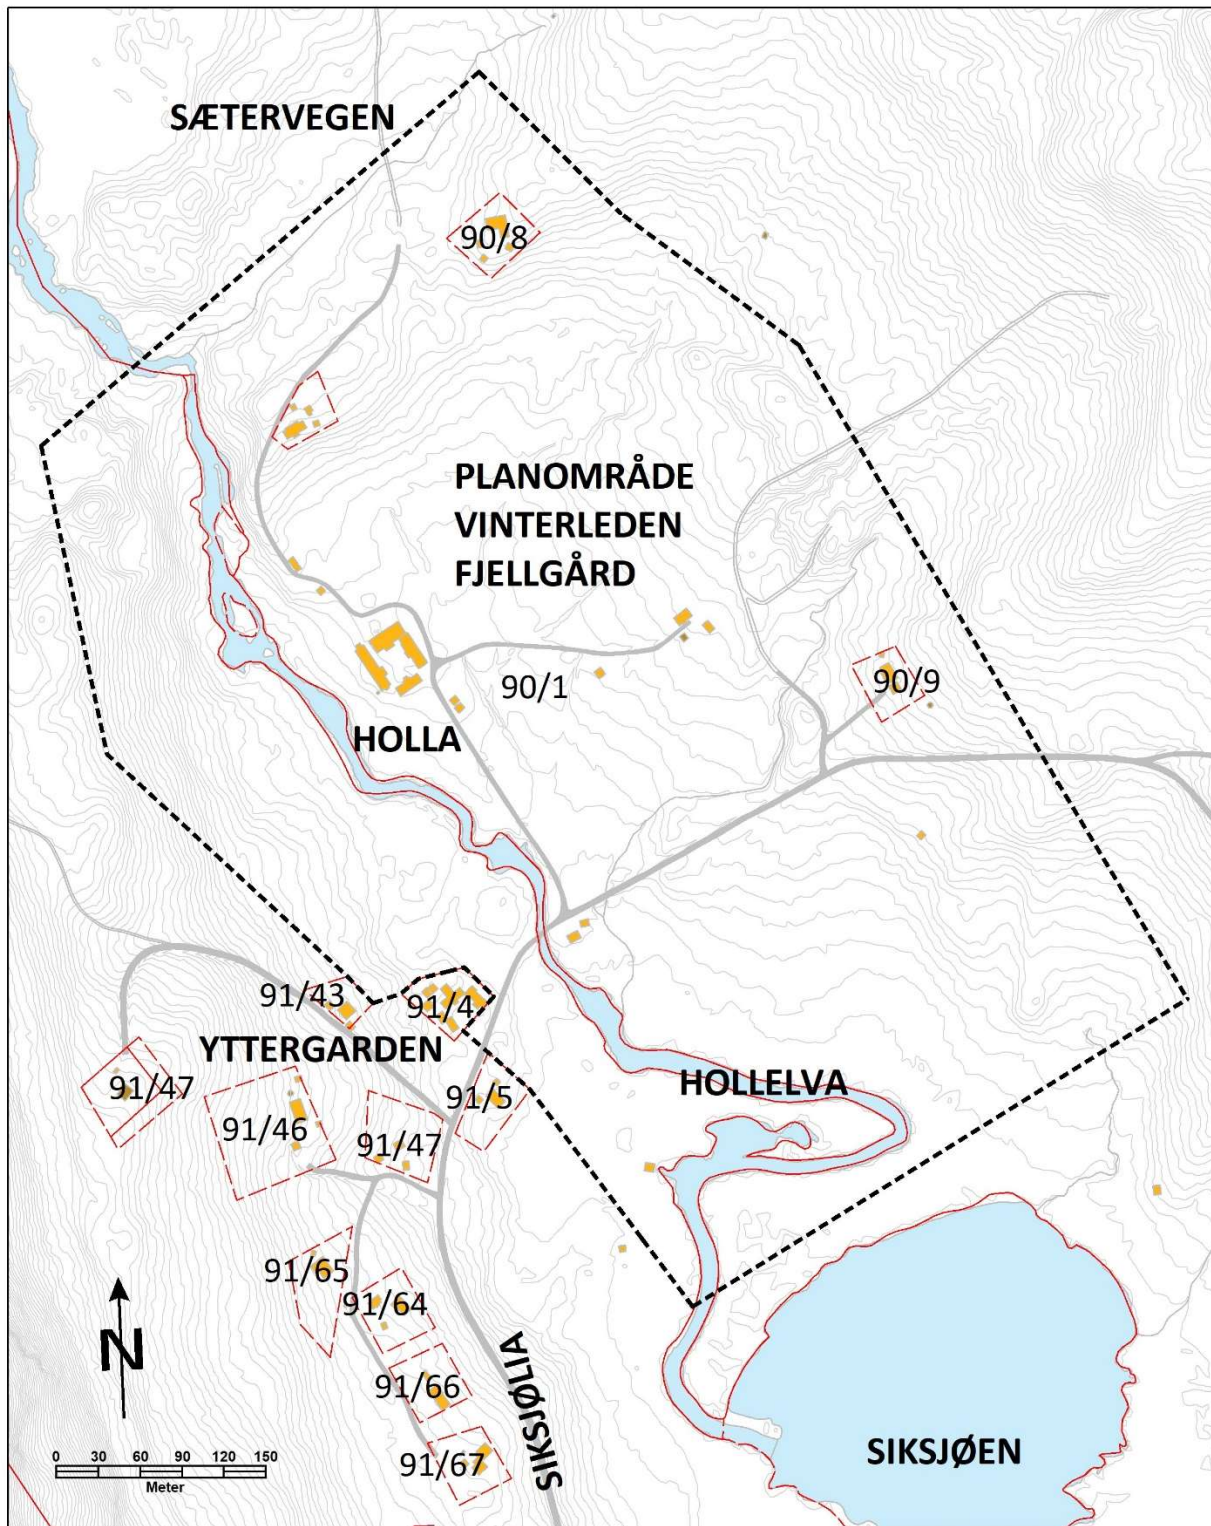 SÆTERVEGEN
90/8
PLANOMRÅDE
VINTERLEDEN
FJELLGÅRD
90/1
90/9
HOLLA
91/43
91/4
YTTERGARDEN
91/47
91/5
HOLLELVA
91/46
91/47
91/65
91/64
SIKSJØLIA
N
91/66
91/67
SIKSJØEN
0 30 60 90 120 150
Meter